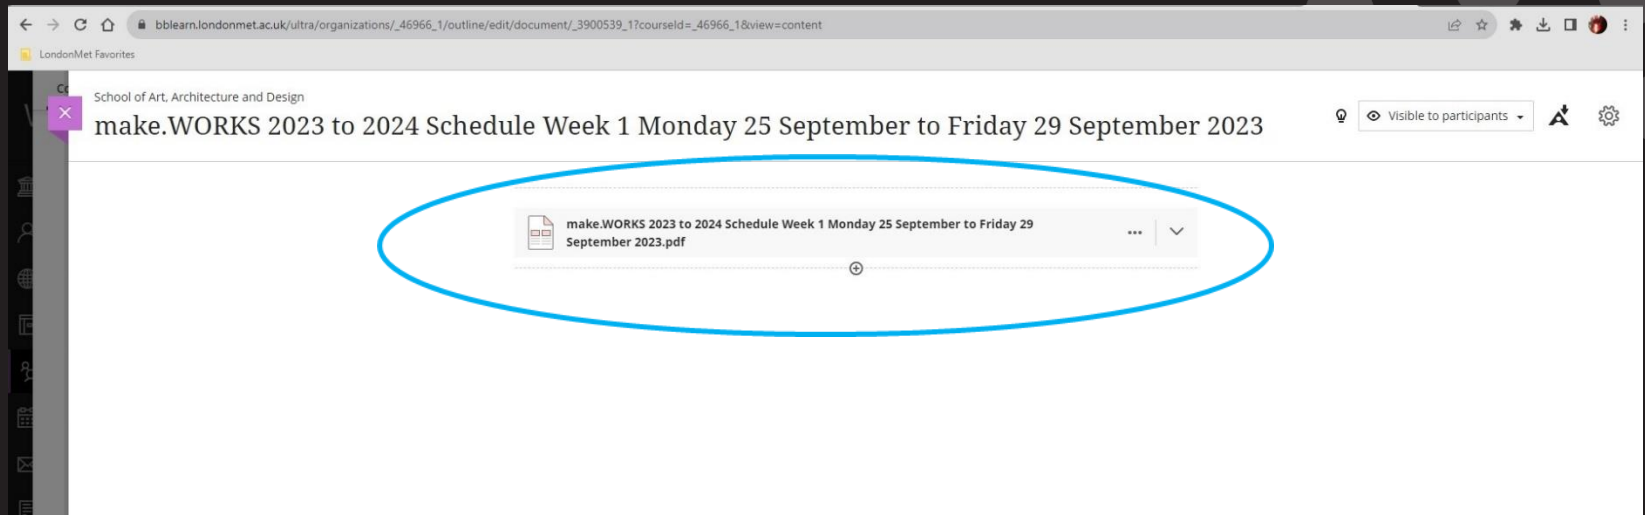 bblearn.londonmet.ac.uk/ultra/organizations/_46966_1/outline/edit/document/_3900539_1?courseId=_46966_1&view=content
LondonMet Favorites
School of Art, Architecture and Design
make.WORKS 2023 to 2024 Schedule Week 1 Monday 25 September to Friday 29 September 2023
Visible to participants
make.WORKS 2023 to 2024 Schedule Week 1 Monday 25 September to Friday 29
September 2023.pdf